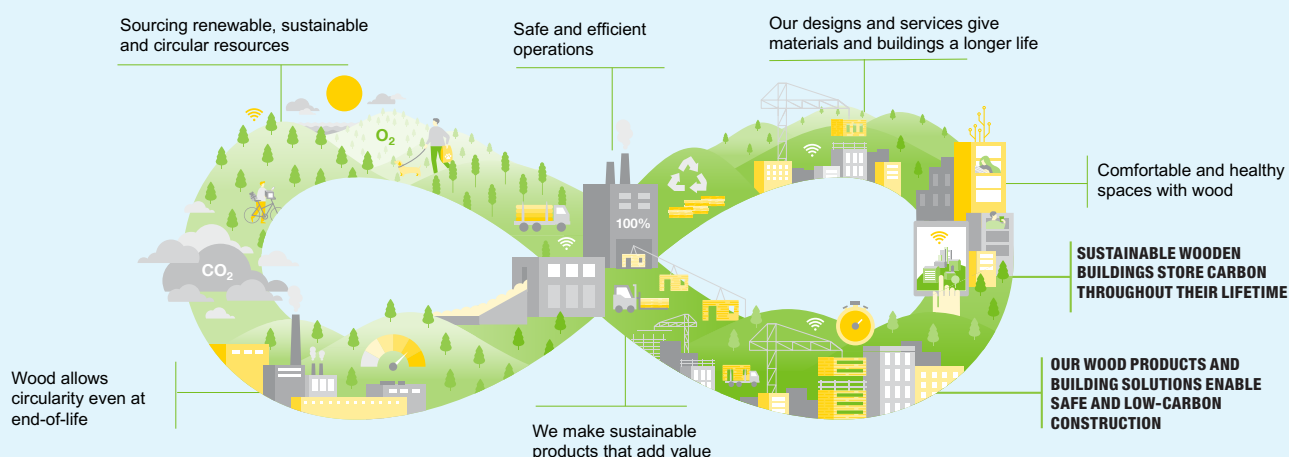 Sourcing renewable, sustainable
and circular resources
Safe and efficient
operations
Our designs and services give
materials and buildings a longer life
O₂
100%
CO₂
Comfortable and healthy
spaces with wood
SUSTAINABLE WOODEN
BUILDINGS STORE CARBON
THROUGHOUT THEIR LIFETIME
OUR WOOD PRODUCTS AND
BUILDING SOLUTIONS ENABLE
SAFE AND LOW-CARBON
CONSTRUCTION
Wood allows
circularity even at
end-of-life
We make sustainable
products that add value